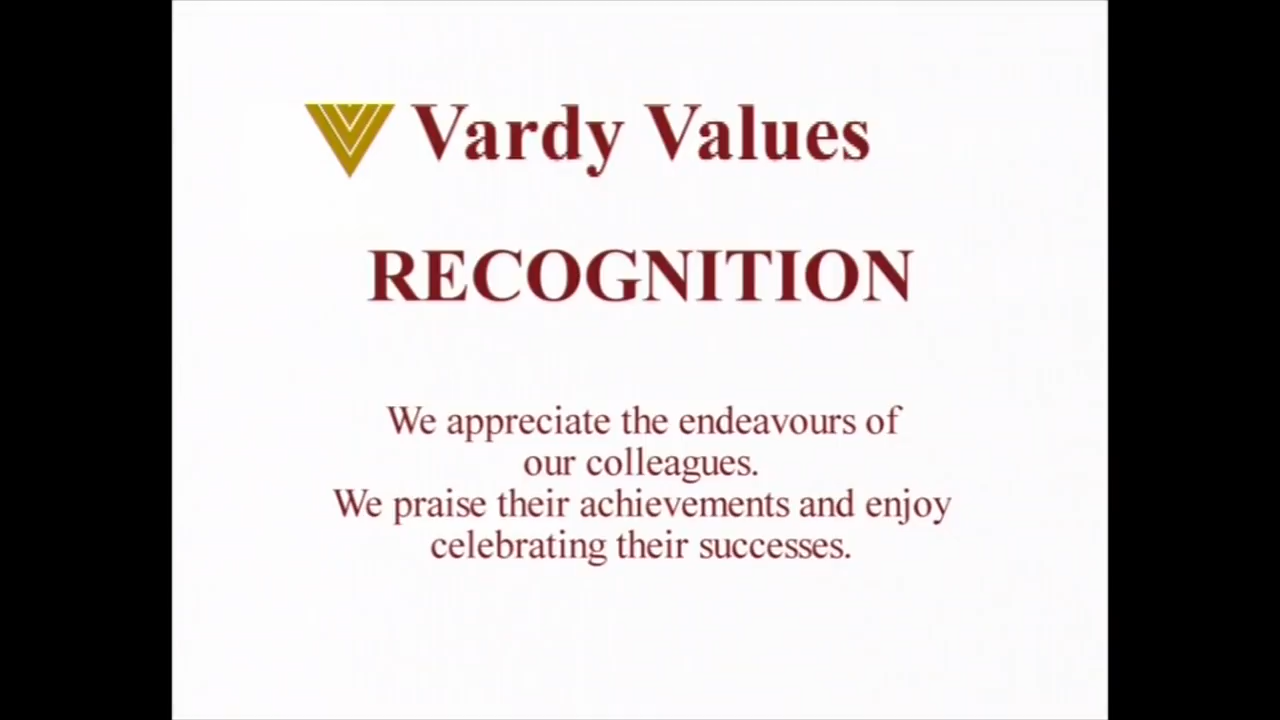 Vardy Values
RECOGNITION
We appreciate the endeavours of
our colleagues.
We praise their achievements and enjoy
celebrating their successes.